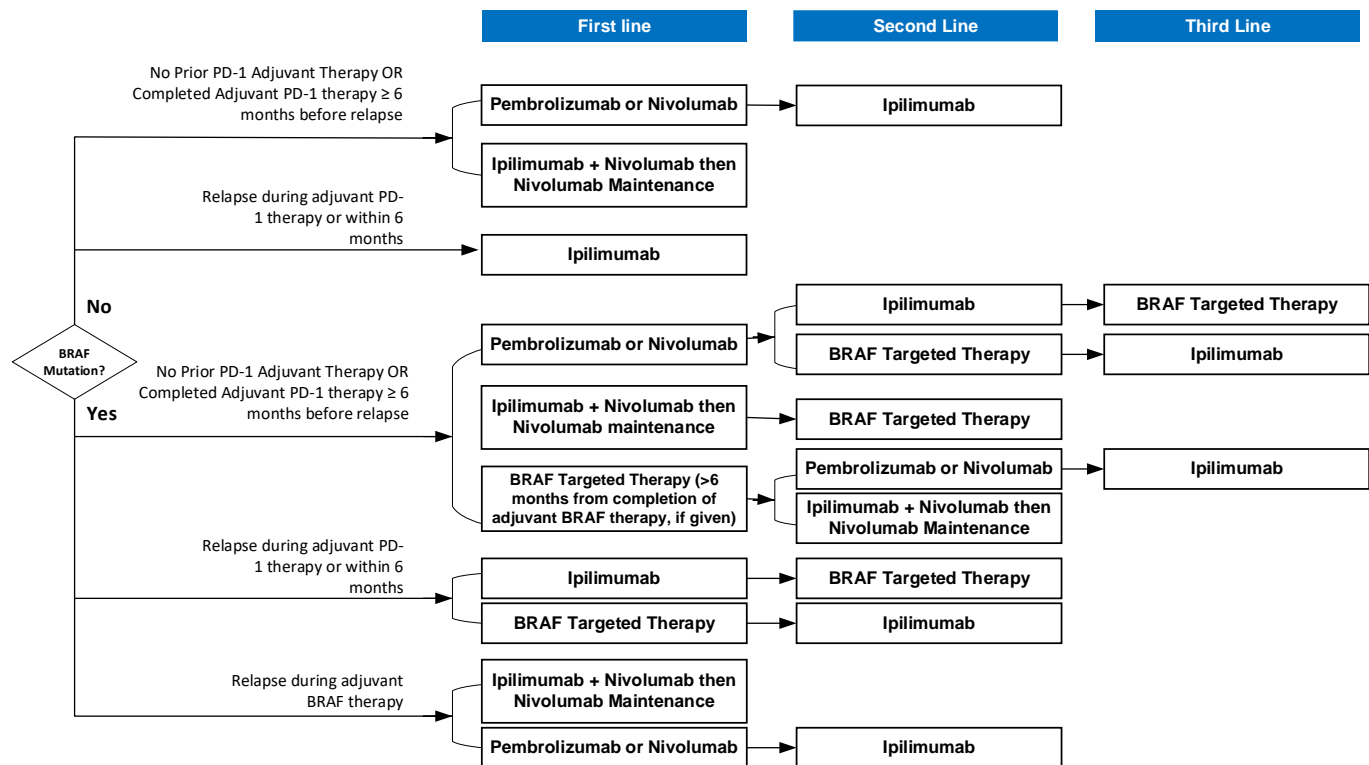 First line
Second Line
Third Line
No Prior PD-1 Adjuvant Therapy OR
Completed Adjuvant PD-1 therapy ≥ 6
months before relapse
Pembrolizumab or Nivolumab
Ipilimumab
Ipilimumab + Nivolumab then
Nivolumab Maintenance
Relapse during adjuvant PD-
1 therapy or within 6
months
Ipilimumab
No
BRAF
Mutation?
Yes
No Prior PD-1 Adjuvant Therapy OR
Completed Adjuvant PD-1 therapy ≥ 6
months before relapse
Pembrolizumab or Nivolumab
Ipilimumab
BRAF Targeted Therapy
BRAF Targeted Therapy
Ipilimumab
Ipilimumab + Nivolumab then
Nivolumab maintenance
BRAF Targeted Therapy
BRAF Targeted Therapy (>6
months from completion of
adjuvant BRAF therapy, if given)
Pembrolizumab or Nivolumab
Ipilimumab
Ipilimumab + Nivolumab then
Nivolumab Maintenance
Relapse during adjuvant PD-
1 therapy or within 6
months
Ipilimumab
BRAF Targeted Therapy
BRAF Targeted Therapy
Ipilimumab
Relapse during adjuvant
BRAF therapy
Ipilimumab + Nivolumab then
Nivolumab Maintenance
Pembrolizumab or Nivolumab
Ipilimumab